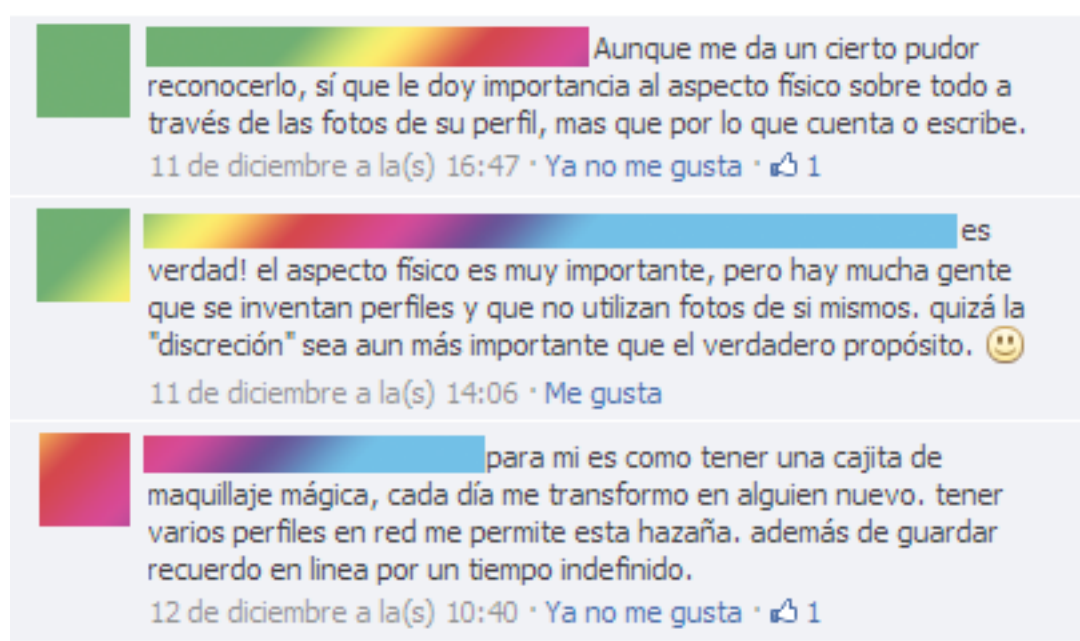 Aunque me da un cierto pudor
reconocerlo, sí que le doy importancia al aspecto físico sobre todo a
través de las fotos de su perfil, mas que por lo que cuenta o escribe.
11 de diciembre a la(s) 16:47 · Ya no me gusta · 1
es
verdad! el aspecto físico es muy importante, pero hay mucha gente
que se inventan perfiles y que no utilizan fotos de si mismos. quizá la
"discreción" sea aun más importante que el verdadero propósito.
11 de diciembre a la(s) 14:06 · Me gusta
para mi es como tener una cajita de
maquillaje mágica, cada día me transformo en alguien nuevo. tener
varios perfiles en red me permite esta hazaña. además de guardar
recuerdo en linea por un tiempo indefinido.
12 de diciembre a la(s) 10:40 · Ya no me gusta · 1